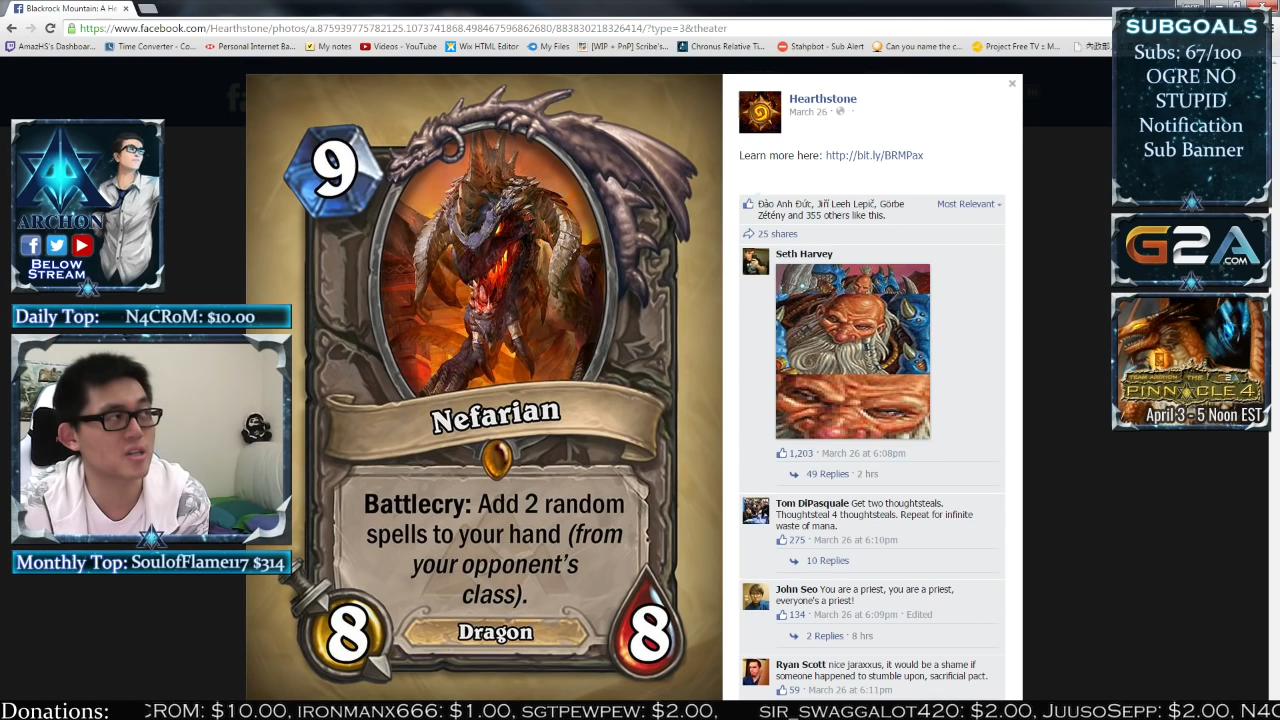 Blackrock Mountain: A He
https://www.facebook.com/Hearthstone/photos/a.875939775782125.1073741868.498467596862680/883830218326414/?type=3&theater
AmazHS's Dashboard...
Time Converter - Co...
Personal Internet Ba...
My notes
Videos - YouTube
Wix HTML Editor
My Files
[WIP + PnP] Scribe's...
Chronus Relative Ti...
Stahpbot - Sub Alert
Can you name the c...
Project Free TV :: M...
SUBGOALS
Subs: 67/100
OGRE NO
STUPID
Notification
Sub Banner
ARCHON
BELOW
STREAM
Daily Top: N4CRoM: $10.00
Monthly Top: SoulofFlame117 $314
9
Nefarian
Battlecry: Add 2 random
spells to your hand (from
your opponent's
class).
8
Dragon
8
Hearthstone
March 26 ·
Learn more here: http://bit.ly/BRMPax
Đào Anh Đức, Jiří Leeh Lepič, Görbe
Zétény and 355 others like this.
Most Relevant
25 shares
Seth Harvey
1,203 · March 26 at 6:08pm
49 Replies · 2 hrs
Tom DiPasquale Get two thoughtsteals.
Thoughtsteal 4 thoughtsteals. Repeat for infinite
waste of mana.
275 · March 26 at 6:10pm
10 Replies
John Seo You are a priest, you are a priest,
everyone's a priest!
134 · March 26 at 6:09pm · Edited
2 Replies · 8 hrs
Ryan Scott nice jaraxxus, it would be a shame if
someone happened to stumble upon, sacrificial pact.
59 · March 26 at 6:11pm
G2A
.COM
TEAM ARCHON THE
PINNACLE 4
April 3 - 5 Noon EST
Donations: CROM: $10.00, IRONMANX666: $1.00, SGTPEWPEW: $2.00, SIR_SWAGGALOT420: $2.00, JUUSOSEPP: $2.00, N4C